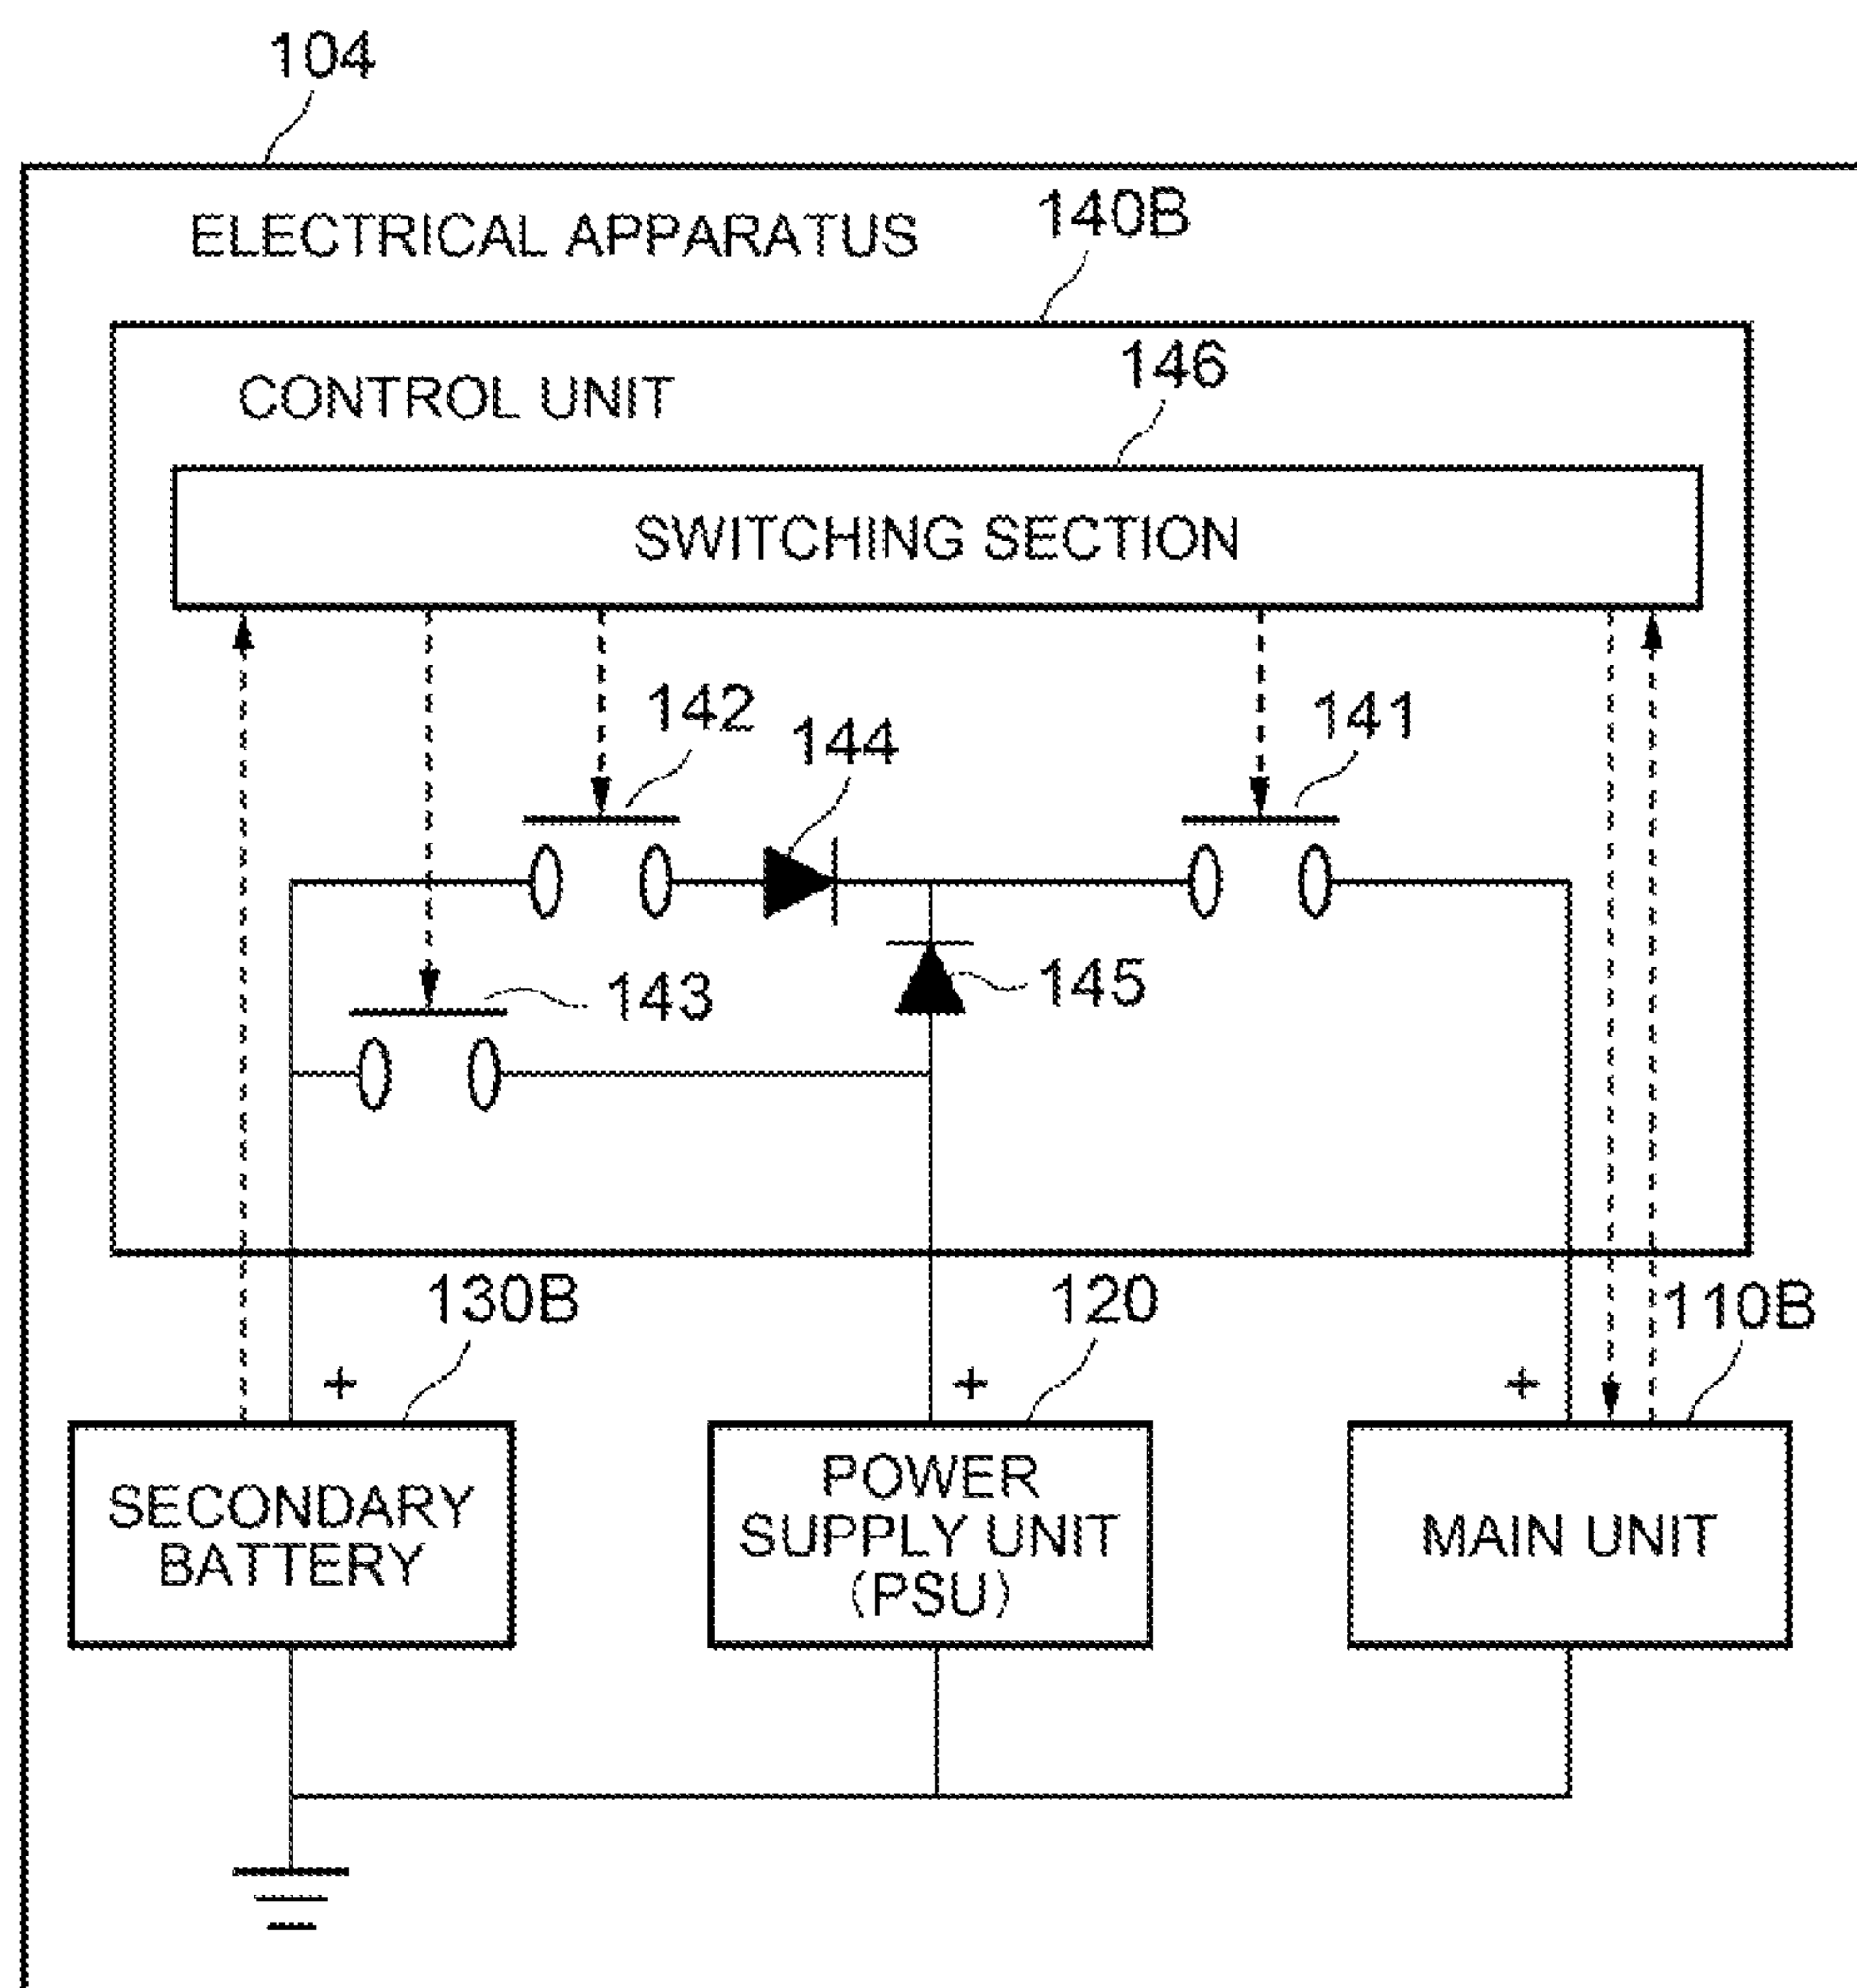 104
ELECTRICAL APPARATUS
140B
CONTROL UNIT
146
SWITCHING SECTION
142
144
141
143
145
130B
120
110B
+
+
+
SECONDARY
BATTERY
POWER
SUPPLY UNIT
(PSU)
MAIN UNIT